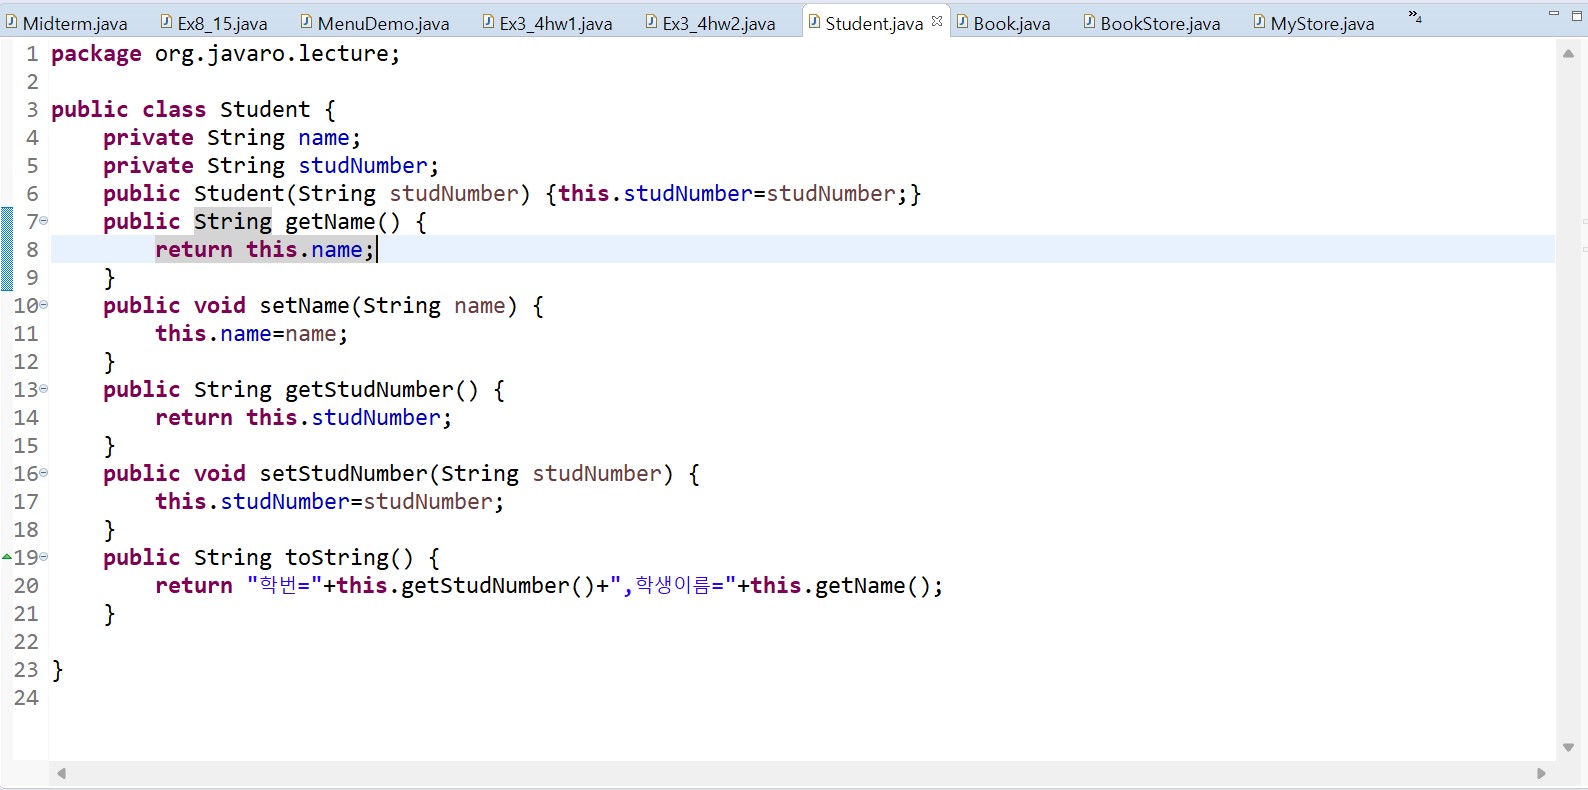 Midterm.java Ex8_15.java MenuDemo.java Ex3_4hw1.java Ex3_4hw2.java Student.java Book.java BookStore.java MyStore.java »4
1 package org.javaro.lecture;
2
3 public class Student {
4     private String name;
5     private String studNumber;
6     public Student(String studNumber) {this.studNumber=studNumber;}
7     public String getName() {
8         return this.name;
9     }
10     public void setName(String name) {
11         this.name=name;
12     }
13     public String getStudNumber() {
14         return this.studNumber;
15     }
16     public void setStudNumber(String studNumber) {
17         this.studNumber=studNumber;
18     }
19     public String toString() {
20         return "학번="+this.getStudNumber()+",학생이름="+this.getName();
21     }
22
23 }
24